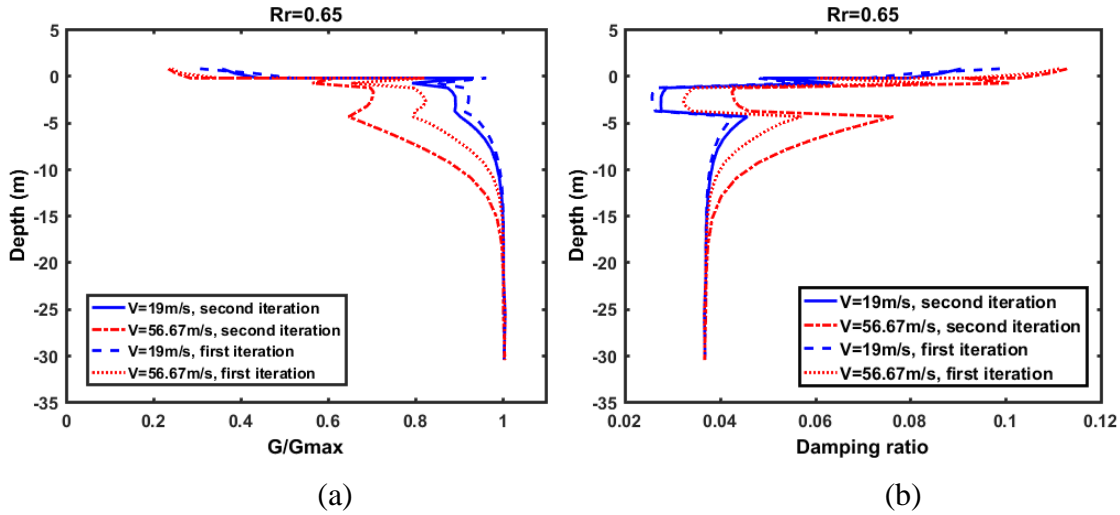 Rr=0.65
5
0
-5
-10
-15
-20
-25
-30
-35
Depth (m)
V=19m/s, second iteration
V=56.67m/s, second iteration
V=19m/s, first iteration
V=56.67m/s, first iteration
0
0.2
0.4
0.6
0.8
1
G/Gmax
(a)
Rr=0.65
5
0
-5
-10
-15
-20
-25
-30
-35
Depth (m)
V=19m/s, second iteration
V=56.67m/s, second iteration
V=19m/s, first iteration
V=56.67m/s, first iteration
0.02
0.04
0.06
0.08
0.1
0.12
Damping ratio
(b)